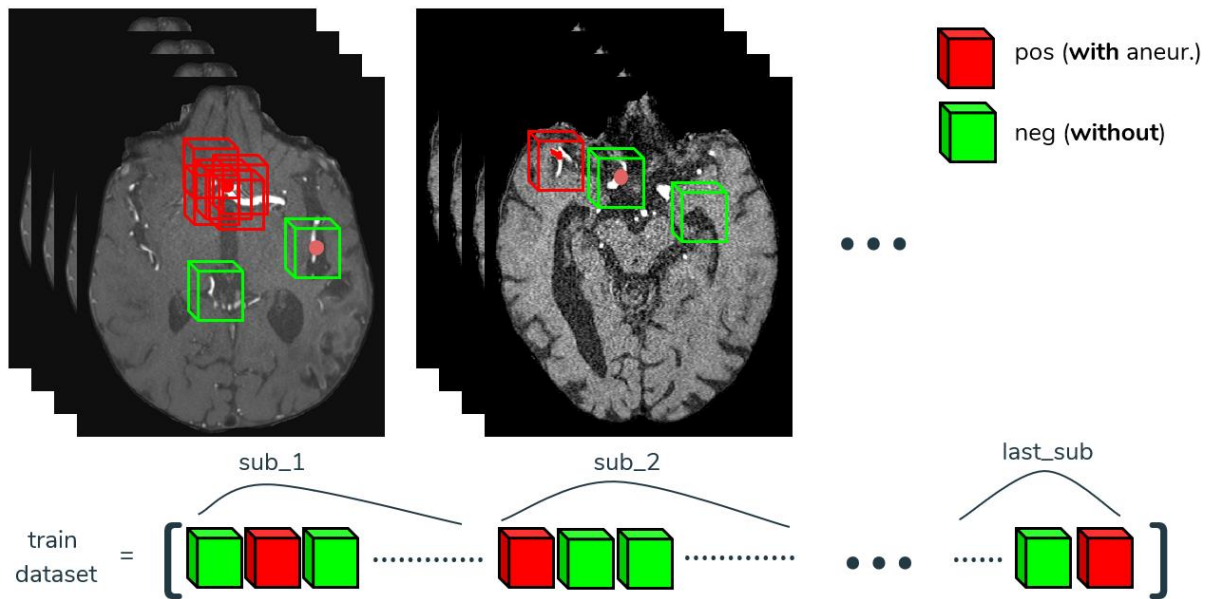 pos (with aneur.)
neg (without)
sub_1
sub_2
last_sub
train
dataset
=